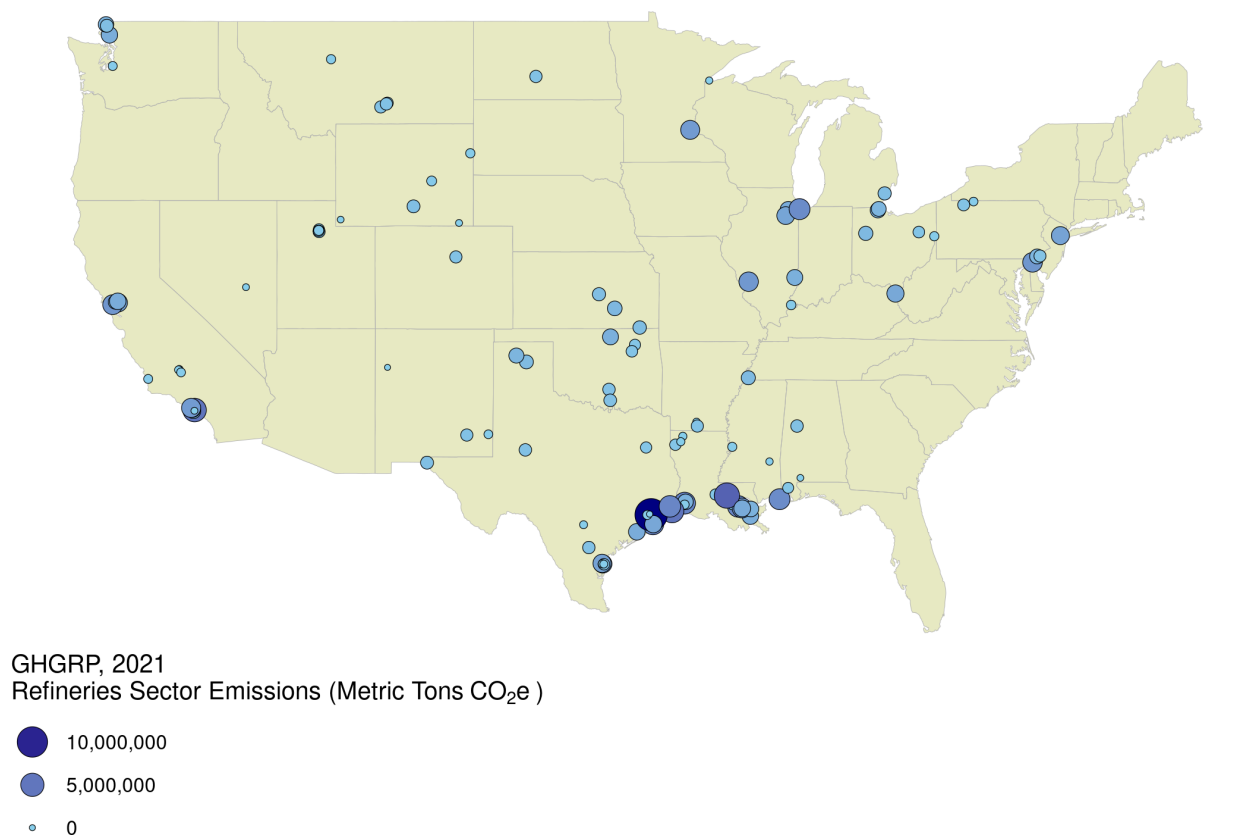 GHGRP, 2021
Refineries Sector Emissions (Metric Tons CO₂e )
10,000,000
5,000,000
0